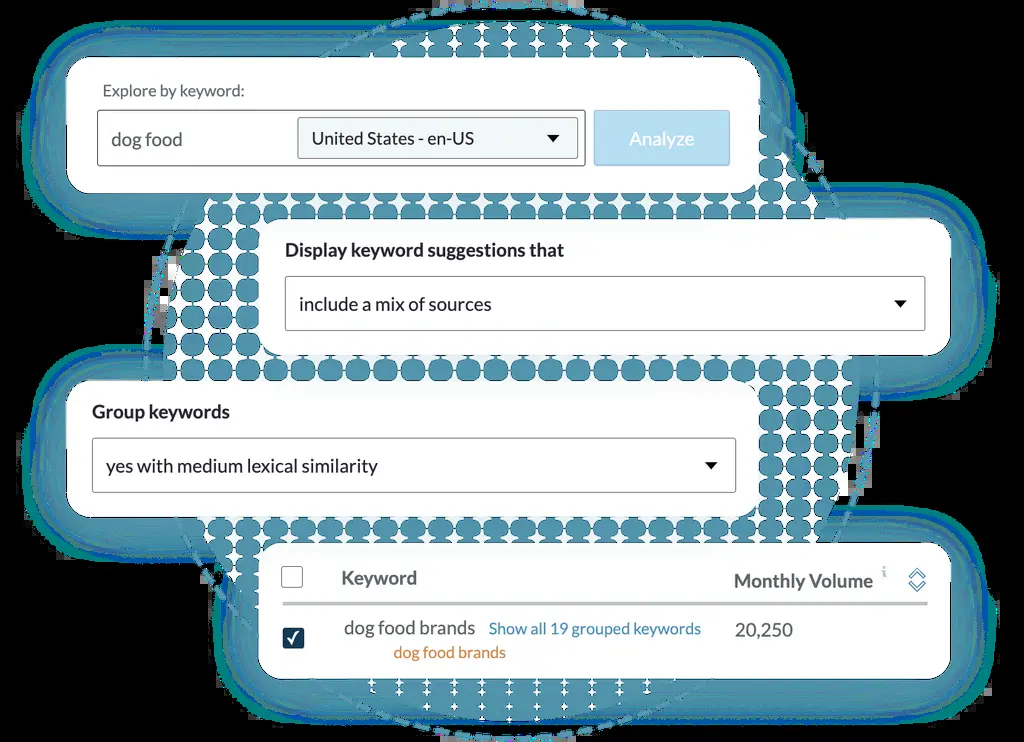 Explore by keyword:
dog food
United States - en-US
Analyze
Display keyword suggestions that
include a mix of sources
Group keywords
yes with medium lexical similarity
Keyword
Monthly Volume i
dog food brands Show all 19 grouped keywords 20,250
dog food brands